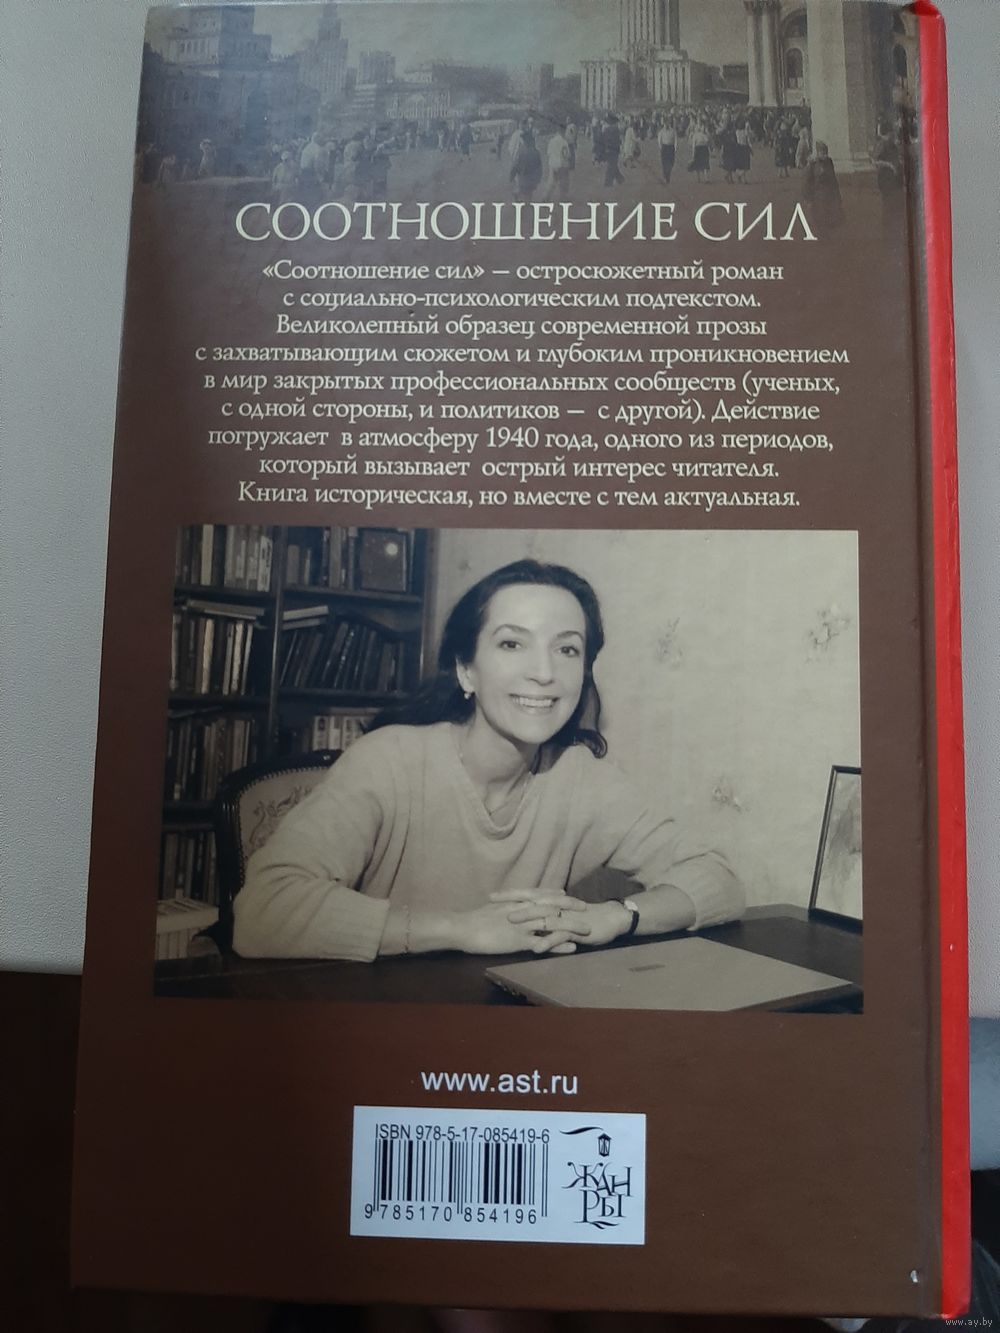 СООТНОШЕНИЕ СИЛ
«Соотношение сил» – остросюжетный роман
с социально-психологическим подтекстом.
Великолепный образец современной прозы
с захватывающим сюжетом и глубоким проникновением
в мир закрытых профессиональных сообществ (ученых,
с одной стороны, и политиков – с другой). Действие
погружает в атмосферу 1940 года, одного из периодов,
который вызывает острый интерес читателя.
Книга историческая, но вместе с тем актуальная.
www.ast.ru
ISBN 978-5-17-085419-6
9 785170 854196
ЖАН
РЫ
www.ay.by